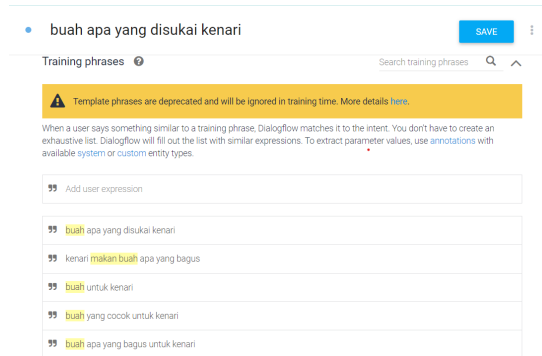 buah apa yang disukai kenari
SAVE
Training phrases ?
Search training phrases
Template phrases are deprecated and will be ignored in training time. More details here.
When a user says something similar to a training phrase, Dialogflow matches it to the intent. You don't have to create an
exhaustive list. Dialogflow will fill out the list with similar expressions. To extract parameter values, use annotations with
available system or custom entity types.
Add user expression
buah apa yang disukai kenari
kenari makan buah apa yang bagus
buah untuk kenari
buah yang cocok untuk kenari
buah apa yang bagus untuk kenari